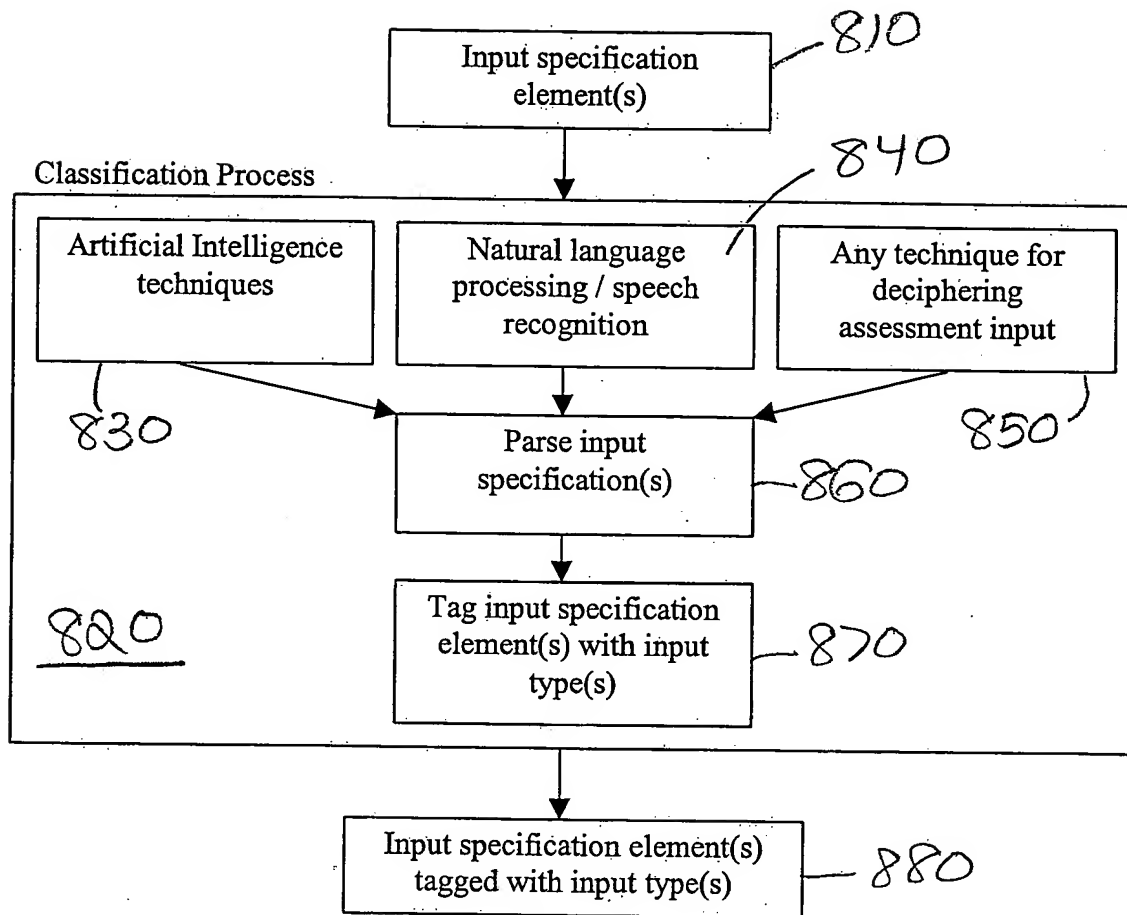 Input specification
element(s)
810
840
Classification Process
Artificial Intelligence
techniques
Natural language
processing / speech
recognition
Any technique for
deciphering
assessment input
830
850
Parse input
specification(s)
860
820
Tag input specification
element(s) with input
type(s)
870
Input specification element(s)
tagged with input type(s)
880